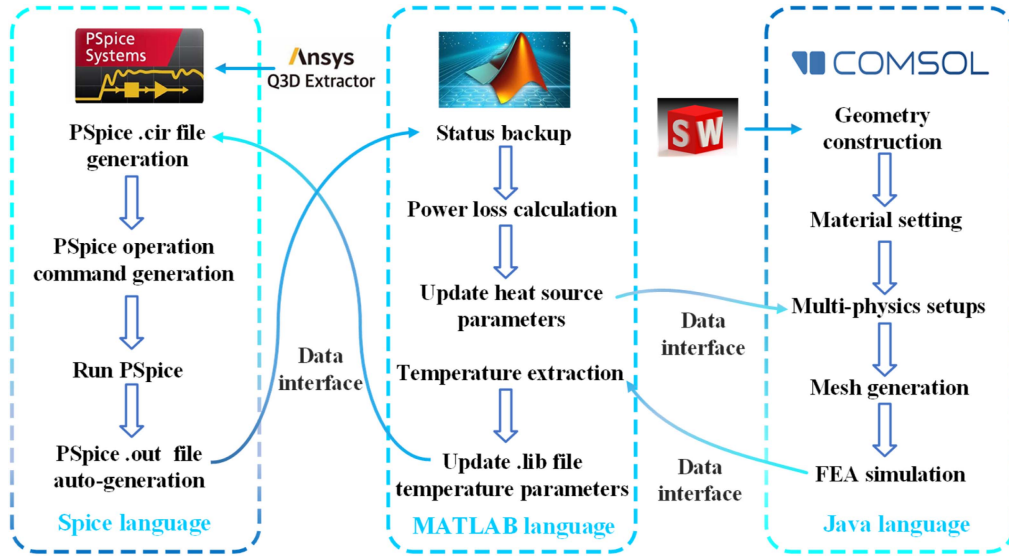 PSpice
Systems
Ansys
Q3D Extractor
PSpice .cir file
generation
PSpice operation
command generation
Run PSpice
PSpice .out file
auto-generation
Spice language
Data
interface
Status backup
Power loss calculation
Update heat source
parameters
Temperature extraction
Update .lib file
temperature parameters
MATLAB language
Data
interface
Data
interface
SW
COMSOL
Geometry
construction
Material setting
Multi-physics setups
Mesh generation
FEA simulation
Java language